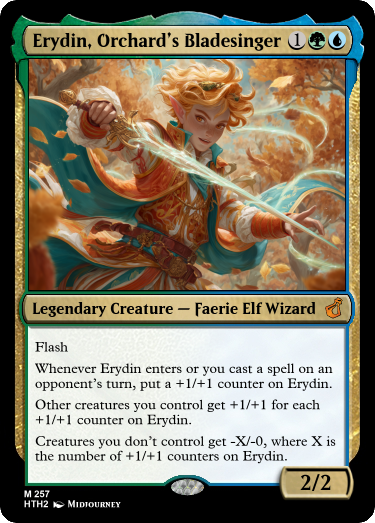 Erydin, Orchard's Bladesinger 1
Legendary Creature — Faerie Elf Wizard
Flash
Whenever Erydin enters or you cast a spell on an
opponent's turn, put a +1/+1 counter on Erydin.
Other creatures you control get +1/+1 for each
+1/+1 counter on Erydin.
Creatures you don't control get -X/-0, where X is
the number of +1/+1 counters on Erydin.
2/2
M 257
HTH2 Midjourney